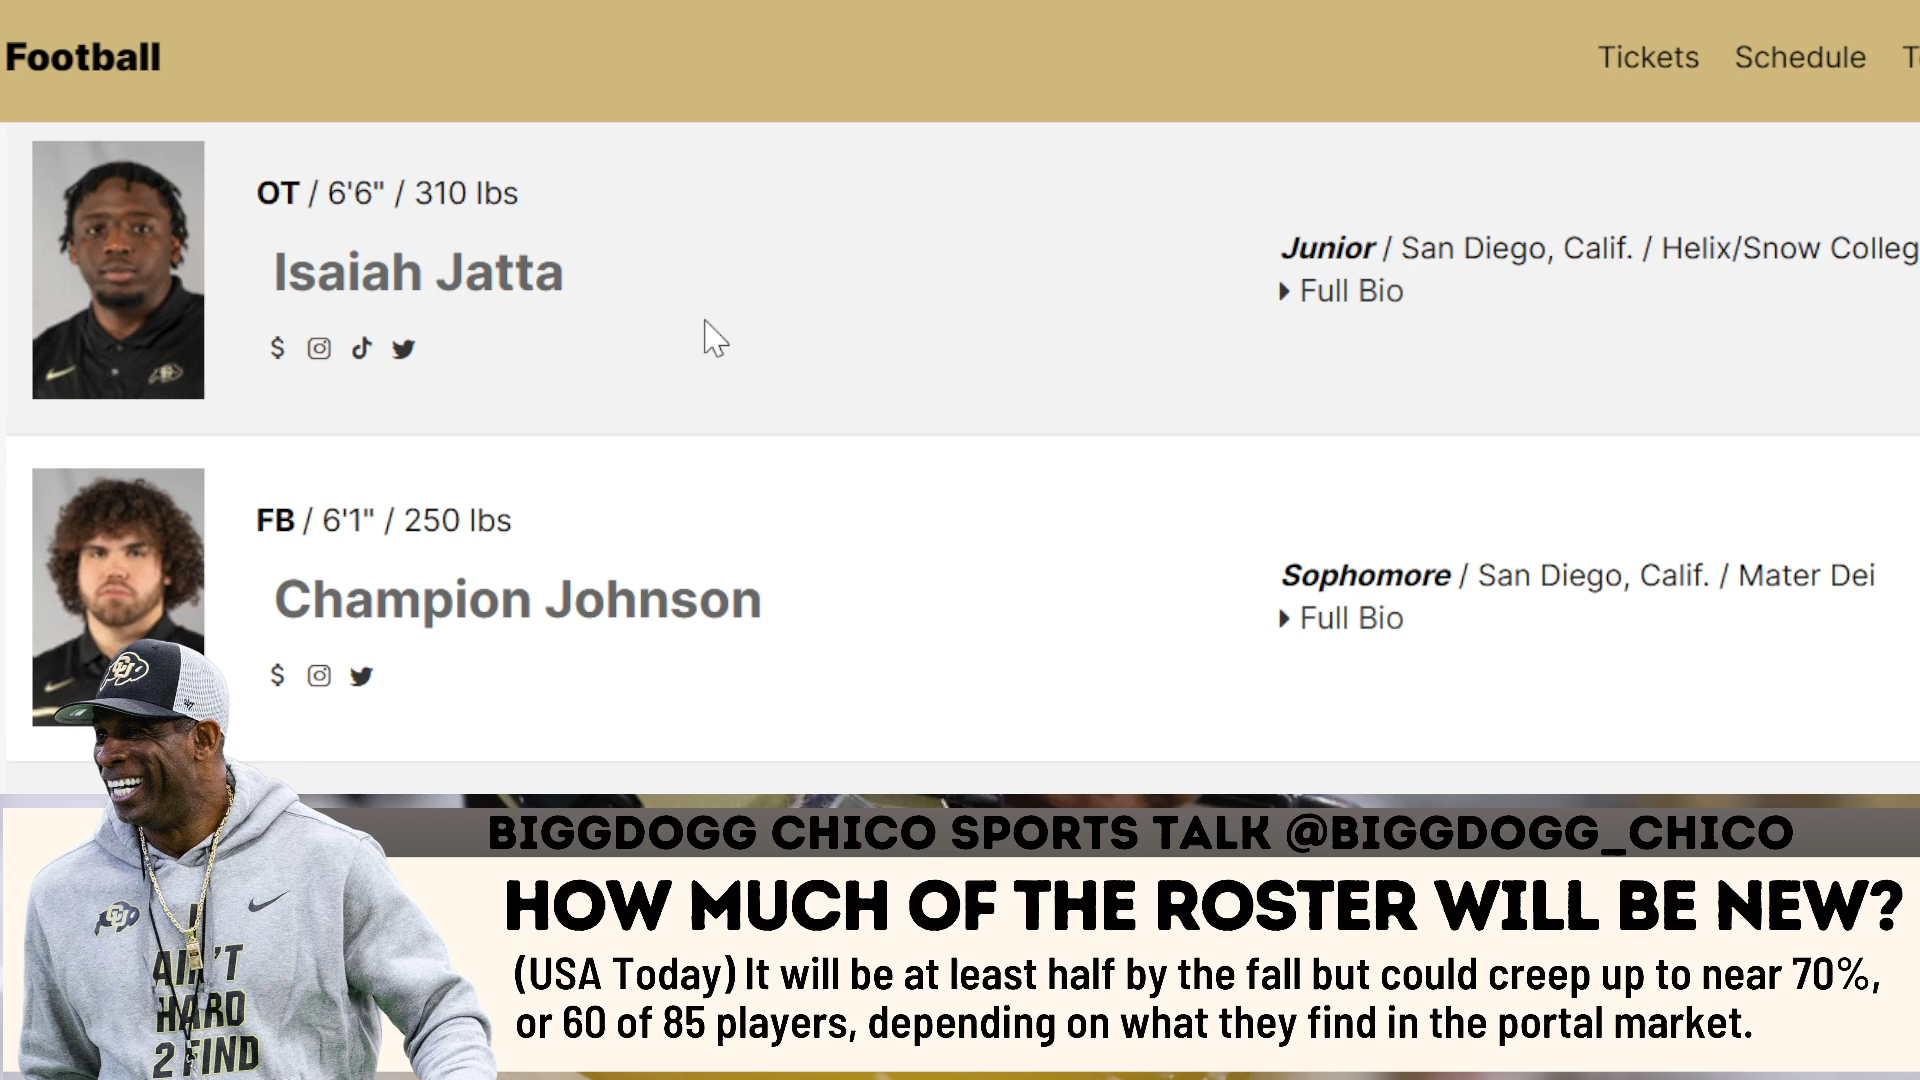 Football
Tickets Schedule
OT / 6'6" / 310 lbs
Isaiah Jatta
Junior / San Diego, Calif. / Helix/Snow Colleg
Full Bio
$
FB / 6'1" / 250 lbs
Champion Johnson
Sophomore / San Diego, Calif. / Mater Dei
Full Bio
$
CU
'47
CU
I
AIN'T
HARD
2 FIND
BIGGDOGG CHICO SPORTS TALK @BIGGDOGG_CHICO
HOW MUCH OF THE ROSTER WILL BE NEW?
(USA Today) It will be at least half by the fall but could creep up to near 70%,
or 60 of 85 players, depending on what they find in the portal market.